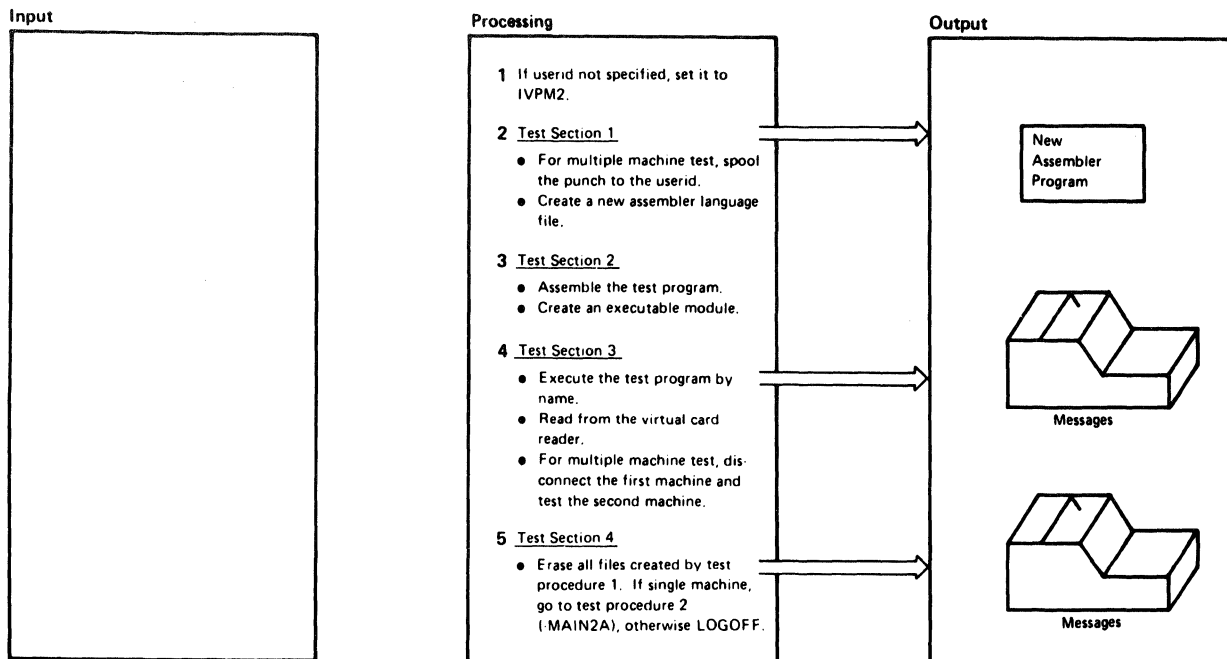 Input
Processing
Output
1 If userid not specified, set it to
IVPM2.
2 Test Section 1
● For multiple machine test, spool
the punch to the userid.
● Create a new assembler language
file.
3 Test Section 2
● Assemble the test program.
● Create an executable module.
4 Test Section 3
● Execute the test program by
name.
● Read from the virtual card
reader.
● For multiple machine test, dis-
connect the first machine and
test the second machine.
5 Test Section 4
● Erase all files created by test
procedure 1. If single machine,
go to test procedure 2
(·MAIN2A), otherwise LOGOFF.
New
Assembler
Program
Messages
Messages